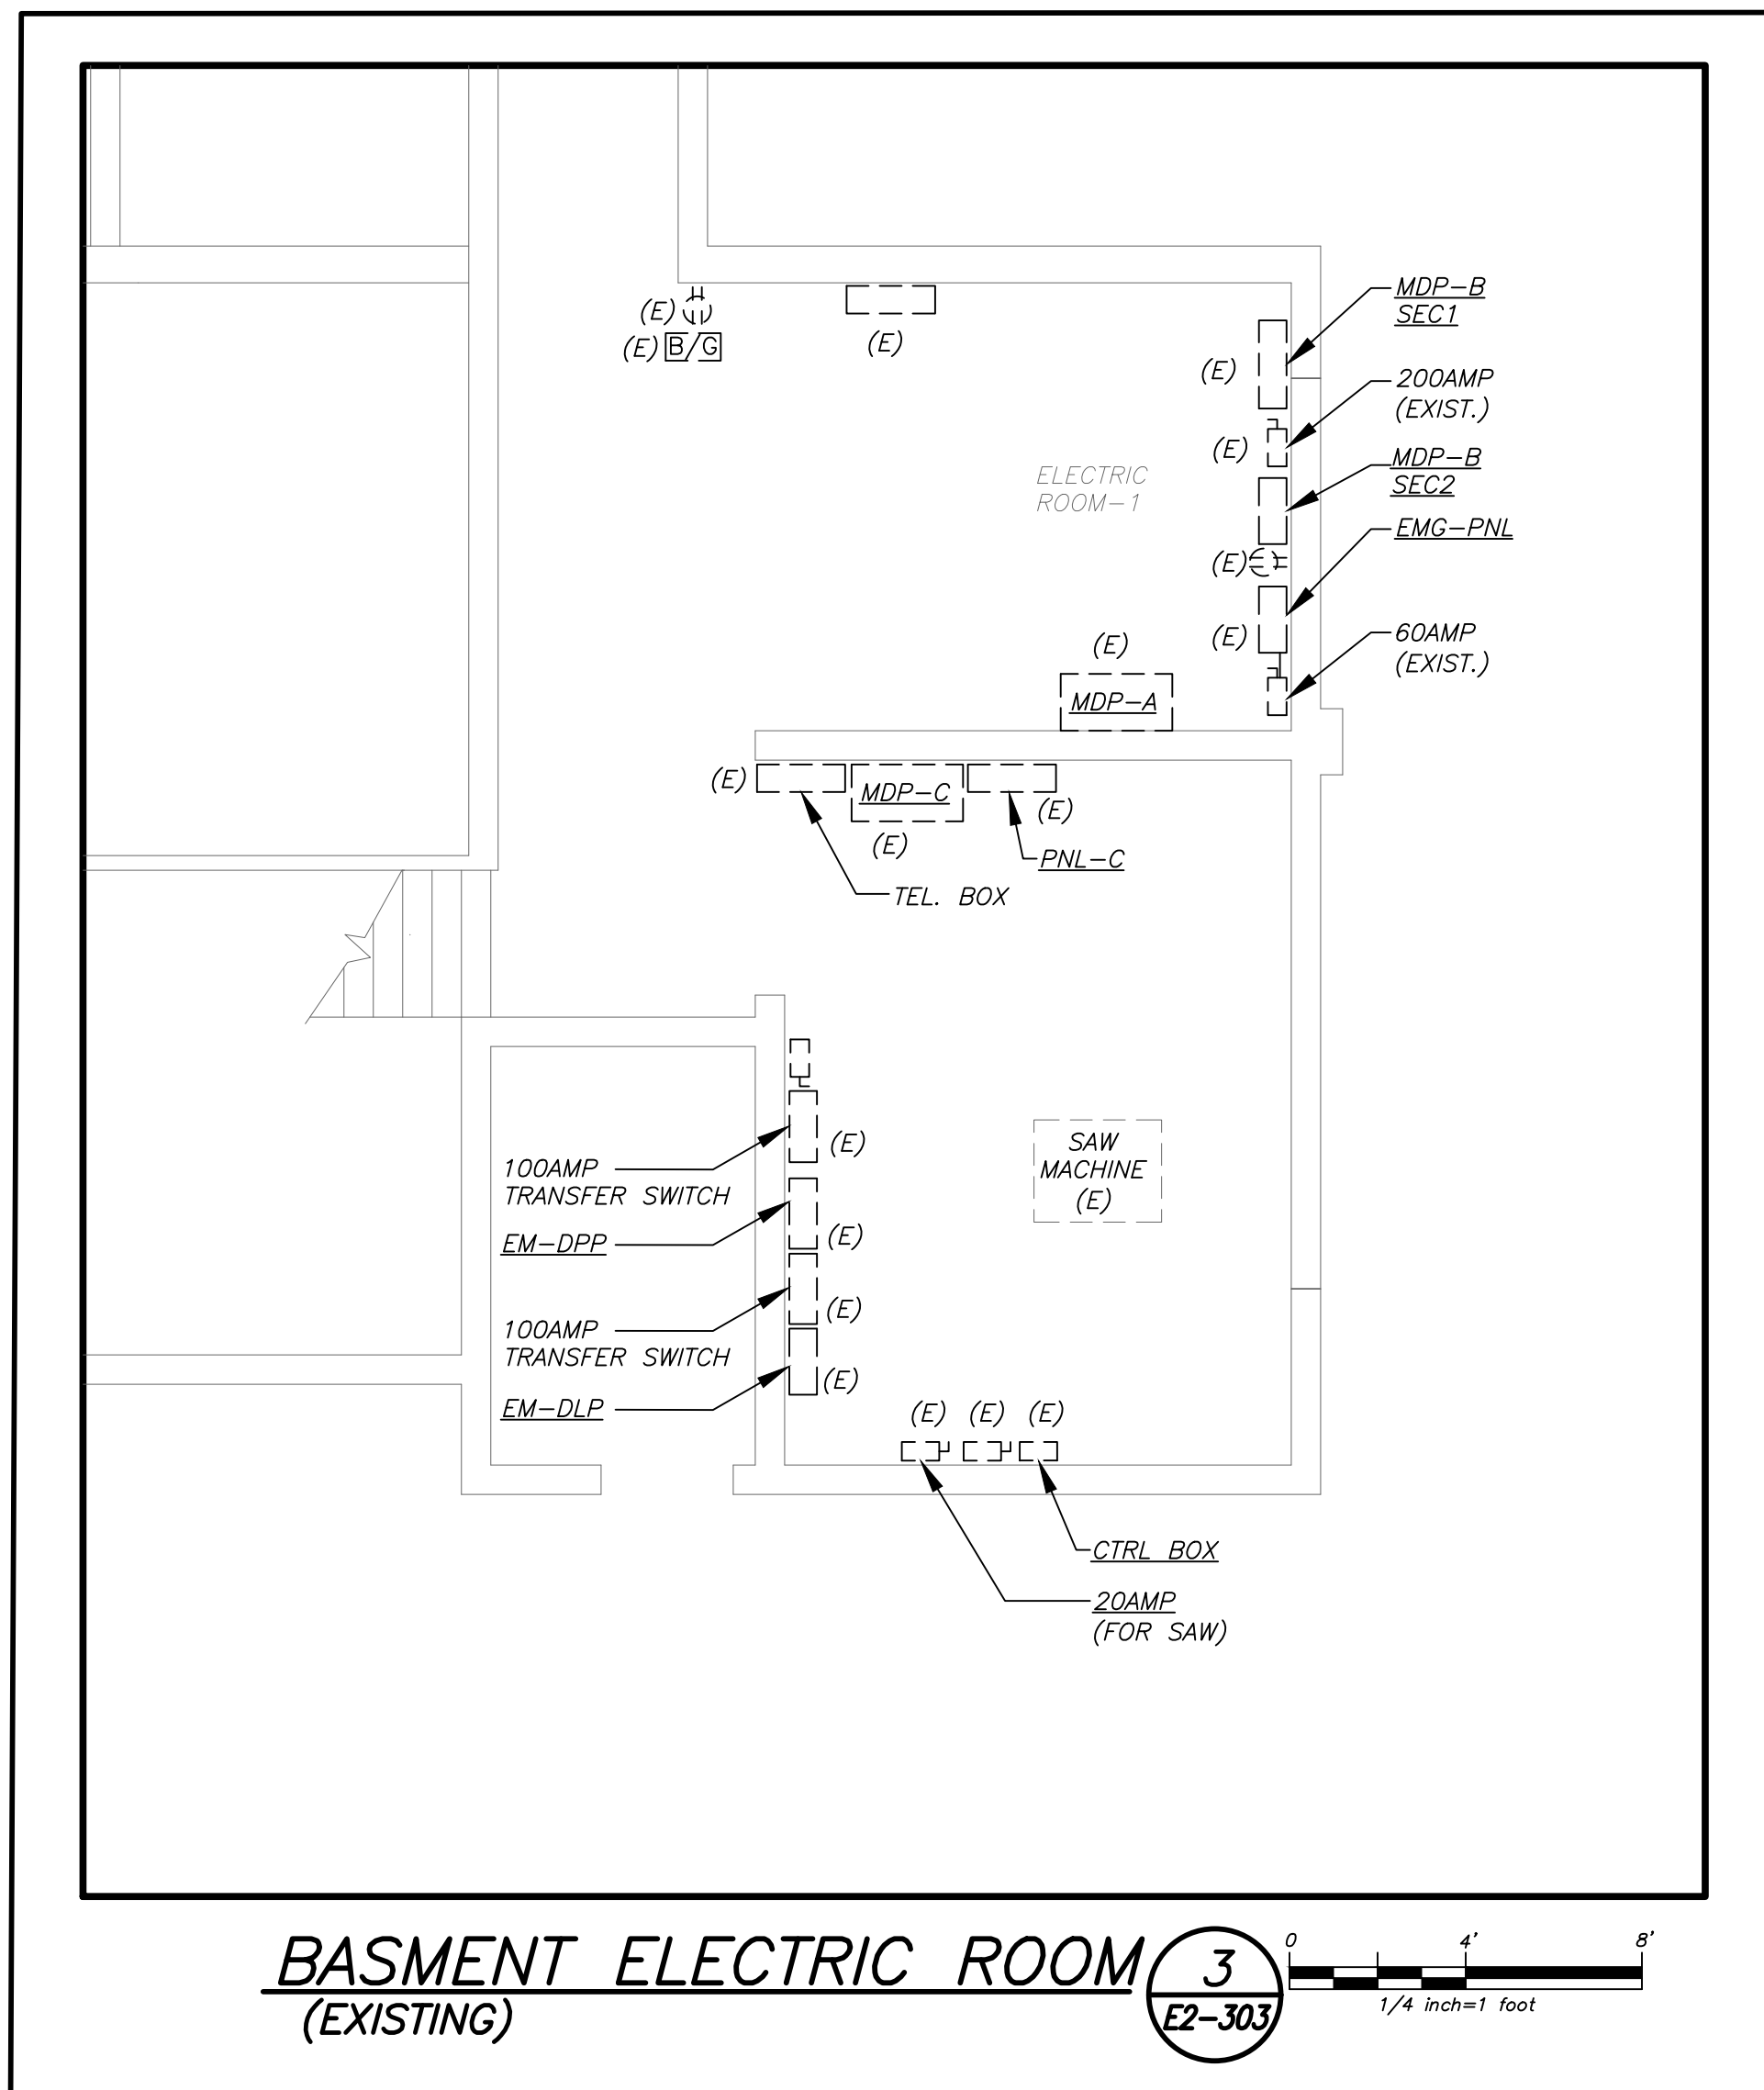 MDP-B
SEC1
(E)
(E) B/G
(E)
(E)
200AMP
(EXIST.)
(E)
MDP-B
SEC2
ELECTRIC
ROOM-1
EMG-PNL
(E)
(E)
60AMP
(EXIST.)
(E)
MDP-A
(E)
MDP-C
(E)
(E)
PNL-C
TEL. BOX
(E)
100AMP
TRANSFER SWITCH
SAW
MACHINE
(E)
EM-DPP
(E)
100AMP
TRANSFER SWITCH
(E)
EM-DLP
(E)
(E) (E) (E)
CTRL BOX
20AMP
(FOR SAW)
BASMENT ELECTRIC ROOM
(EXISTING)
3
E2-303
0 4' 8'
1/4 inch=1 foot